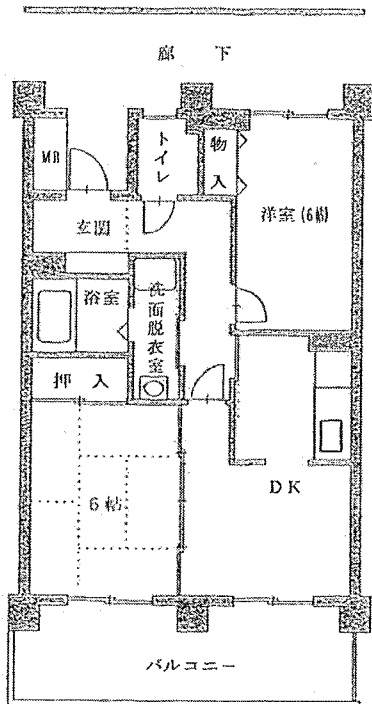 廊 下
MB
トイレ
物入
洋室(6帖)
玄関
浴室
洗面脱衣室
押入
6帖
DK
バルコニー